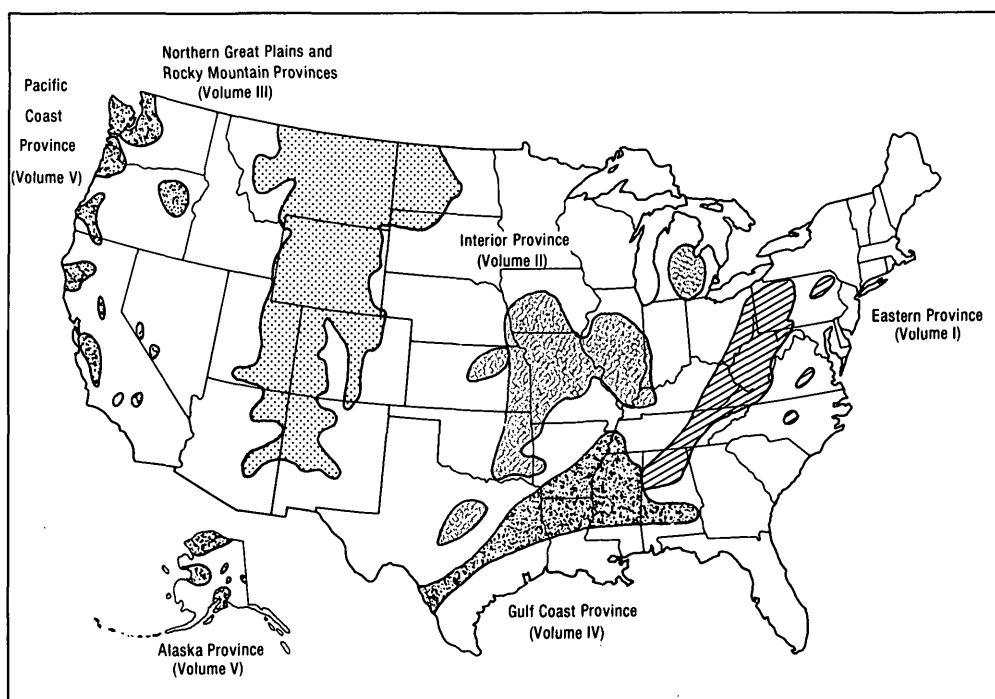 Northern Great Plains and
Rocky Mountain Provinces
(Volume III)
Pacific
Coast
Province
(Volume V)
Interior Province
(Volume II)
Eastern Province
(Volume I)
Gulf Coast Province
(Volume IV)
Alaska Province
(Volume V)